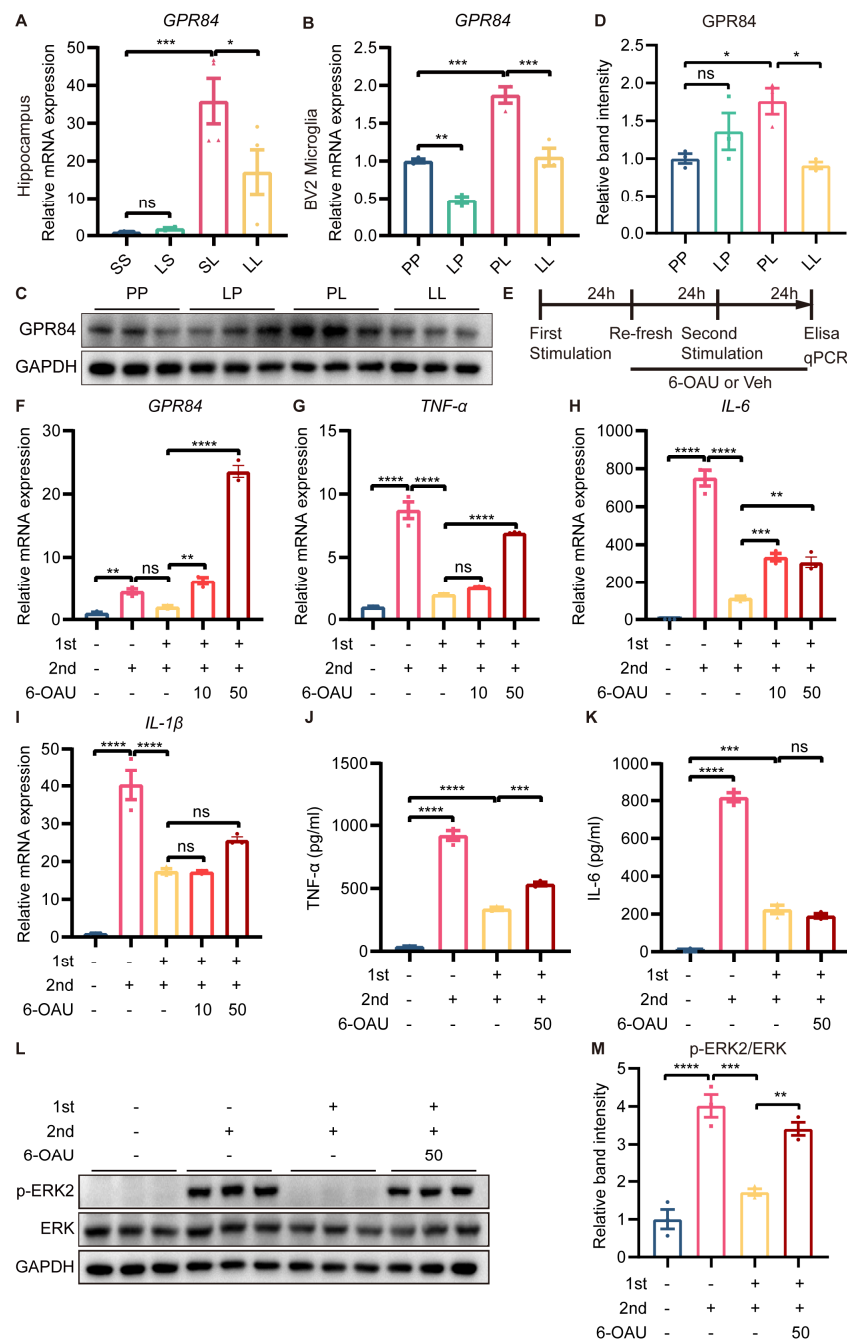 A
GPR84
Hippocampus
Relative mRNA expression
50
40
30
20
10
0
***
*
ns
SS
LS
SL
LL
B
GPR84
BV2 Microglia
Relative mRNA expression
2.5
2.0
1.5
1.0
0.5
0.0
***
***
**
PP
LP
PL
LL
D
GPR84
Relative band intensity
2.5
2.0
1.5
1.0
0.5
0.0
*
*
ns
PP
LP
PL
LL
C
PP LP PL LL
GPR84
GAPDH
E
24h 24h 24h
First Stimulation
Re-fresh
Second Stimulation
Elisa qPCR
6-OAU or Veh
F
GPR84
Relative mRNA expression
30
20
10
0
****
** ns **
1st - - + + +
2nd - + + + +
6-OAU - - - 10 50
G
TNF-α
Relative mRNA expression
15
10
5
0
**** ****
****
ns
1st - - + + +
2nd - + + + +
6-OAU - - - 10 50
H
IL-6
Relative mRNA expression
1000
800
600
400
200
0
**** ****
**
***
1st - - + + +
2nd - + + + +
6-OAU - - - 10 50
I
IL-1β
Relative mRNA expression
50
40
30
20
10
0
**** ****
ns
ns
1st - - + + +
2nd - + + + +
6-OAU - - - 10 50
J
TNF-α (pg/ml)
1500
1000
500
0
**** ***
****
1st - - + +
2nd - + + +
6-OAU - - - 50
K
IL-6 (pg/ml)
1000
800
600
400
200
0
*** ns
****
1st - - + +
2nd - + + +
6-OAU - - - 50
L
1st - - + +
2nd - + + +
6-OAU - - - 50
p-ERK2
ERK
GAPDH
M
p-ERK2/ERK
Relative band intensity
5
4
3
2
1
0
**** ***
**
1st - - + +
2nd - + + +
6-OAU - - - 50